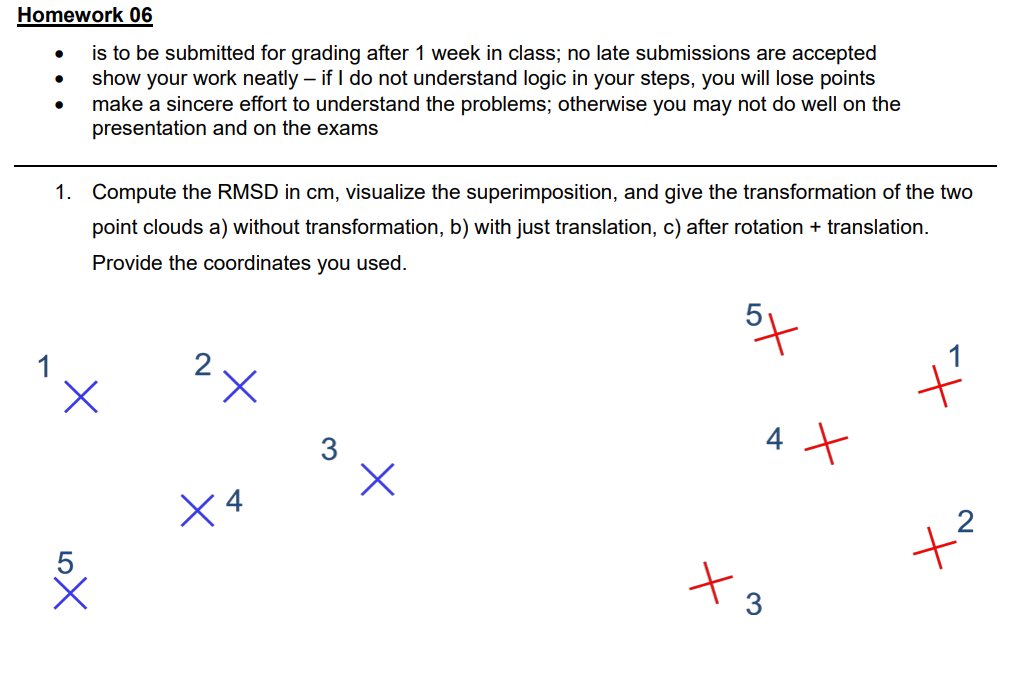 Homework 06
• is to be submitted for grading after 1 week in class; no late submissions are accepted
• show your work neatly – if I do not understand logic in your steps, you will lose points
• make a sincere effort to understand the problems; otherwise you may not do well on the
presentation and on the exams
1. Compute the RMSD in cm, visualize the superimposition, and give the transformation of the two
point clouds a) without transformation, b) with just translation, c) after rotation + translation.
Provide the coordinates you used.
5
1
2
1
3
4
4
5
2
3